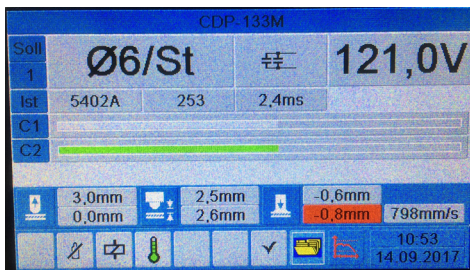 CDP-133M
Soll 1 Ø6/St 121,0V
Ist 5402A 253 2,4ms
C1
C2
3,0mm 2,5mm -0,6mm
0,0mm 2,6mm -0,8mm 798mm/s
10:53
14.09.2017